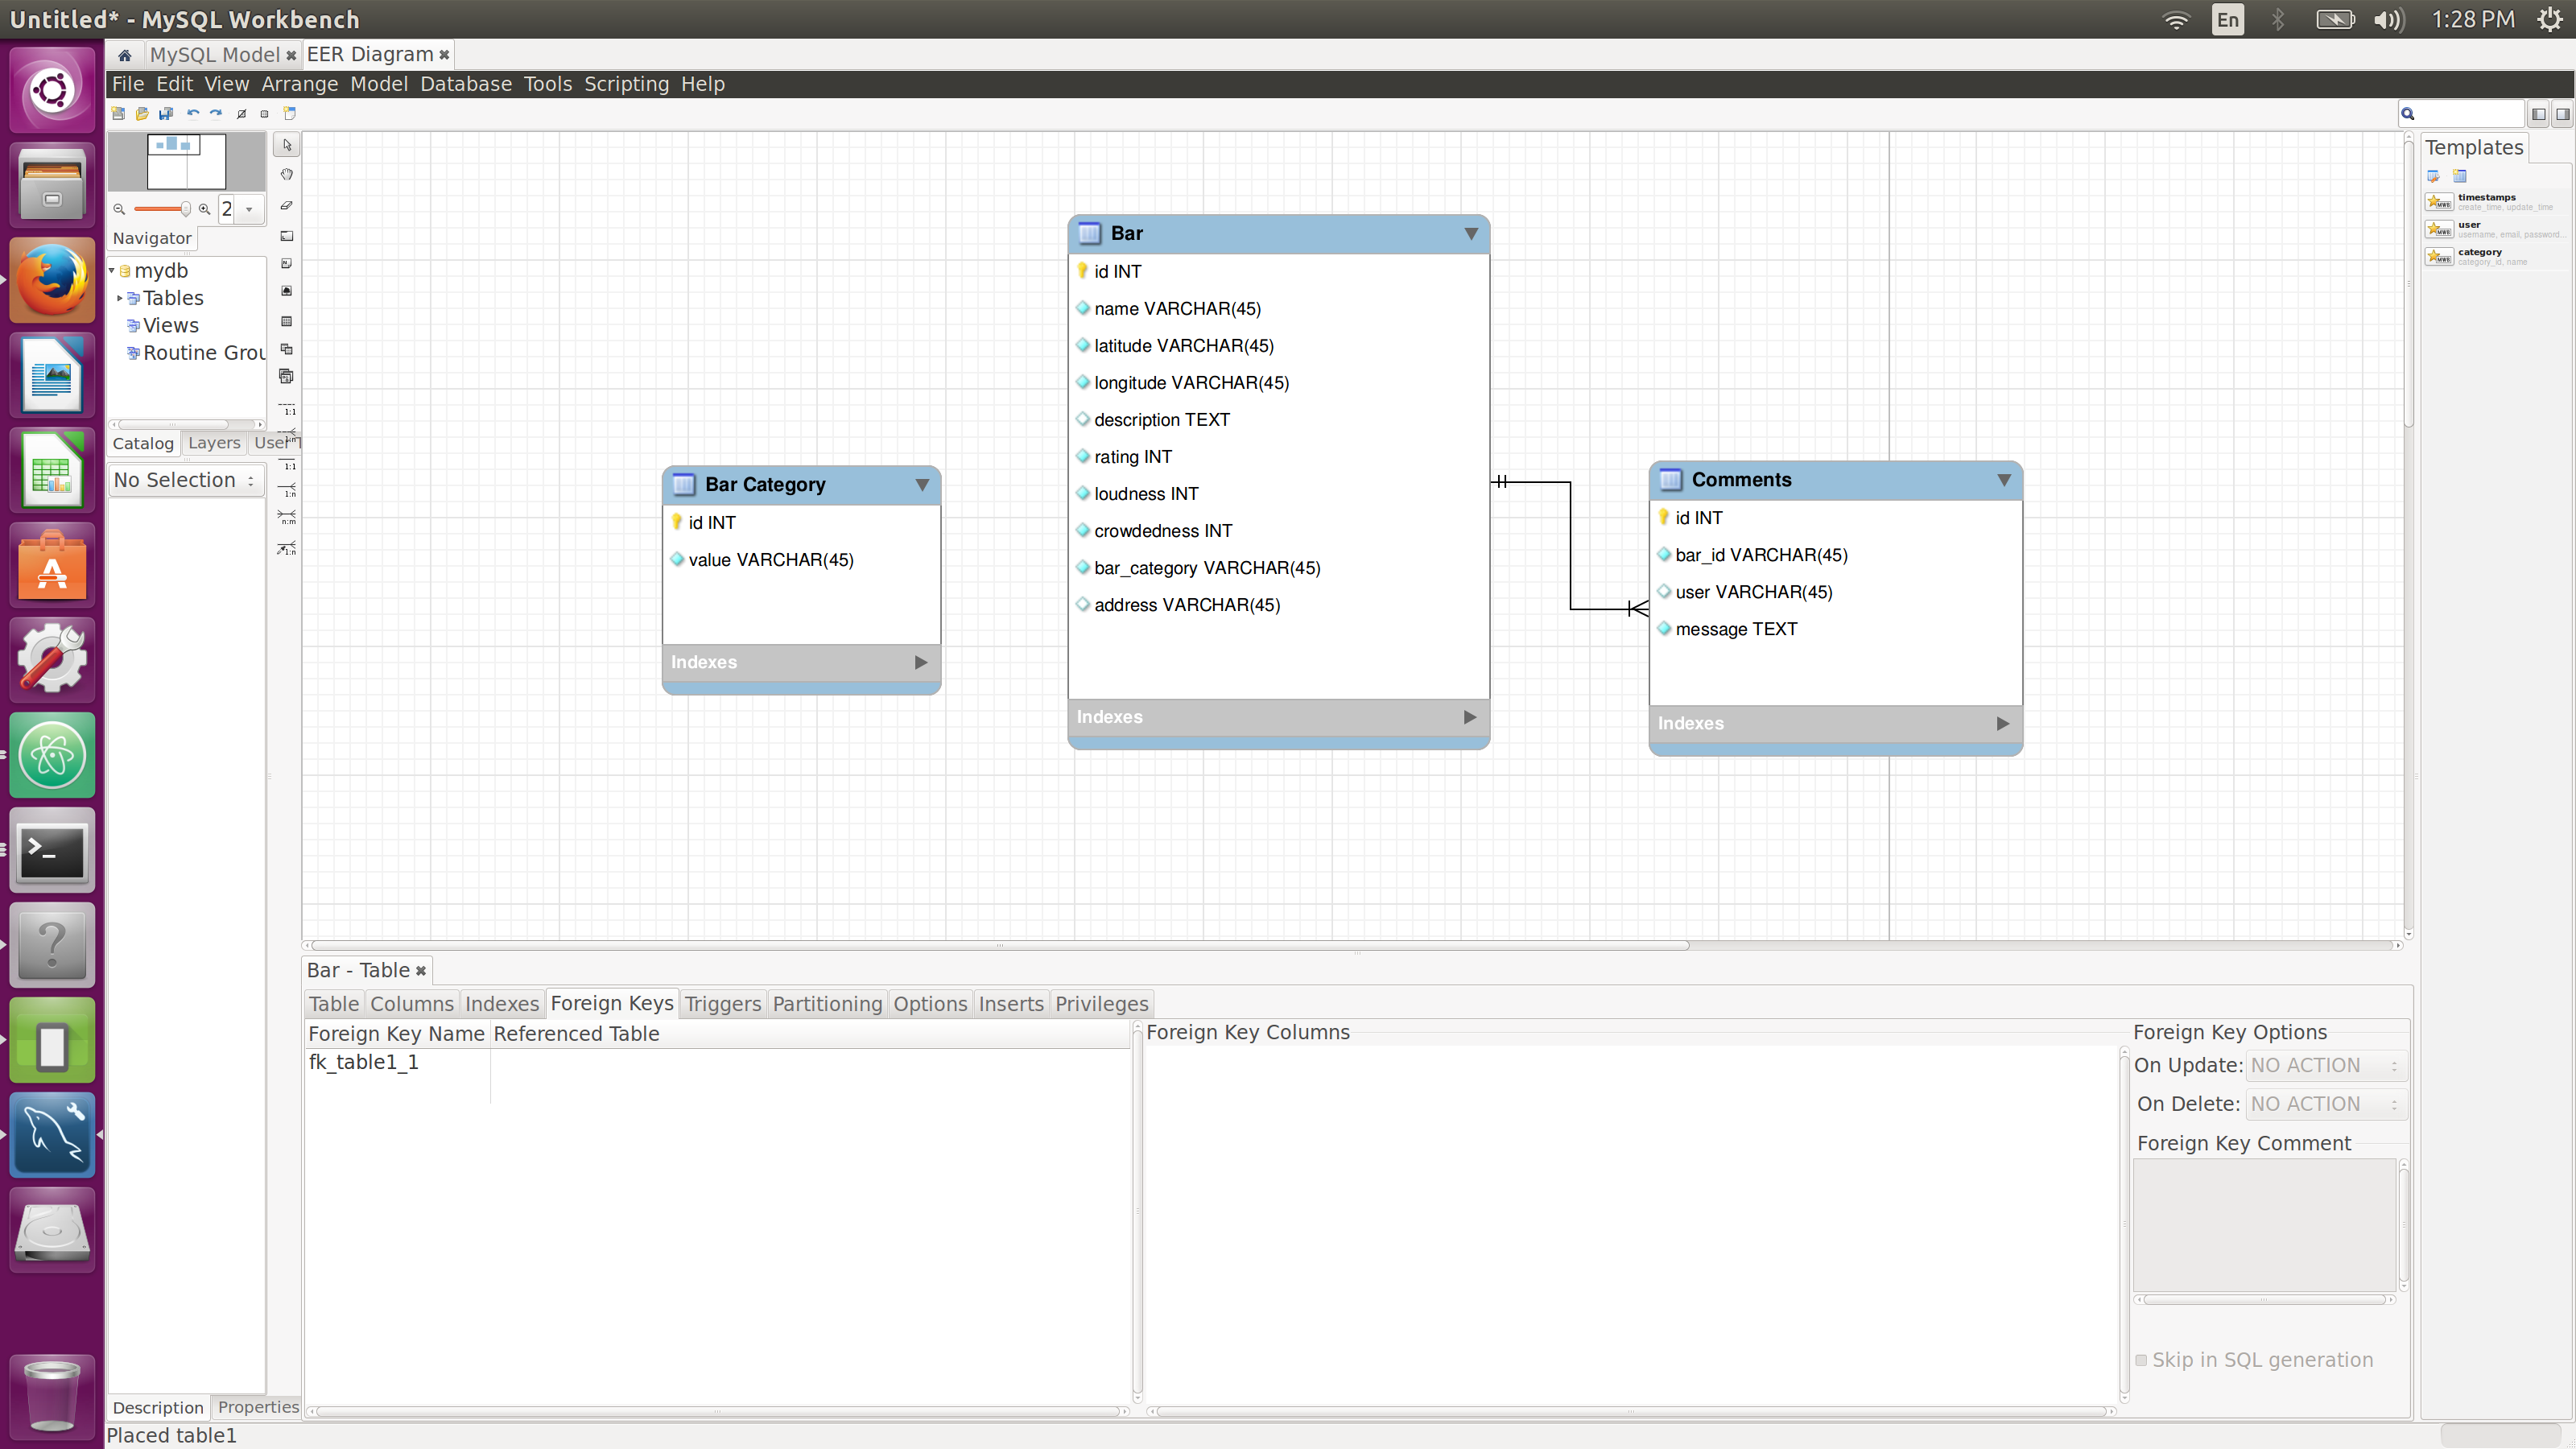 Untitled* - MySQL Workbench
En
1:28 PM
MySQL Model
EER Diagram
File Edit View Arrange Model Database Tools Scripting Help
2
Navigator
mydb
Tables
Views
Routine Grou
Catalog Layers User T
No Selection
1:1
1:n
1:1
1:n
n:m
1:n
Bar
id INT
name VARCHAR(45)
latitude VARCHAR(45)
longitude VARCHAR(45)
description TEXT
rating INT
loudness INT
crowdedness INT
bar_category VARCHAR(45)
address VARCHAR(45)
Indexes
Bar Category
id INT
value VARCHAR(45)
Indexes
Comments
id INT
bar_id VARCHAR(45)
user VARCHAR(45)
message TEXT
Indexes
Templates
timestamps
create_time, update_time
user
username, email, password...
category
category_id, name
Bar - Table
Table Columns Indexes Foreign Keys Triggers Partitioning Options Inserts Privileges
Foreign Key Name Referenced Table
fk_table1_1
Foreign Key Columns
Foreign Key Options
On Update: NO ACTION
On Delete: NO ACTION
Foreign Key Comment
Skip in SQL generation
Description Properties
Placed table1